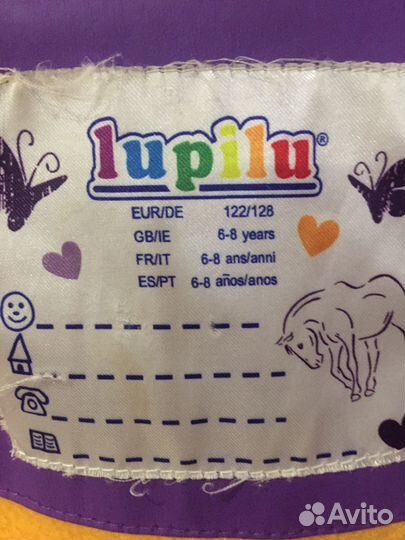 lupilu®
EUR/DE 122/128
GB/IE 6-8 years
FR/IT 6-8 ans/anni
ES/PT 6-8 años/anos
Avito